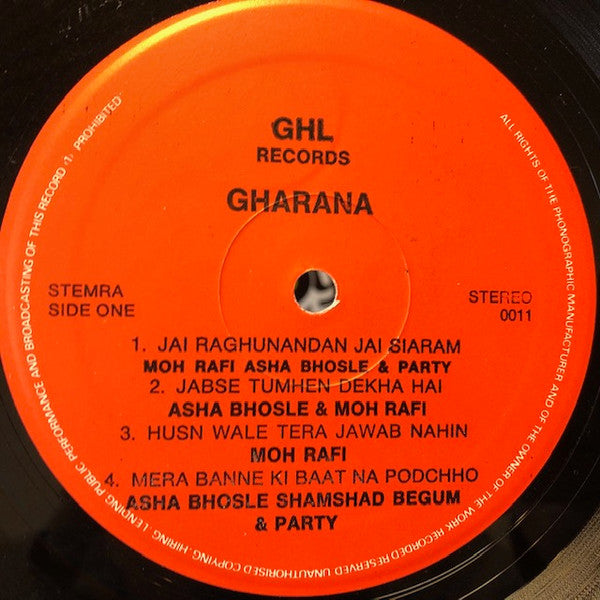 GHL
RECORDS
GHARANA
STEMRA
SIDE ONE
STEREO
0011
1. JAI RAGHUNANDAN JAI SIARAM
MOH RAFI ASHA BHOSLE & PARTY
2. JABSE TUMHEN DEKHA HAI
ASHA BHOSLE & MOH RAFI
3. HUSN WALE TERA JAWAB NAHIN
MOH RAFI
4. MERA BANNE KI BAAT NA PODCHHO
ASHA BHOSLE SHAMSHAD BEGUM
& PARTY
ALL RIGHTS OF THE PHONOGRAPHIC MANUFACTURER AND OF THE OWNER OF THE WORK RECORDED RESERVED UNAUTHORISED COPYING, HIRING, LENDING PUBLIC PERFORMANCE AND BROADCASTING OF THIS RECORD 1. PROHIBITED